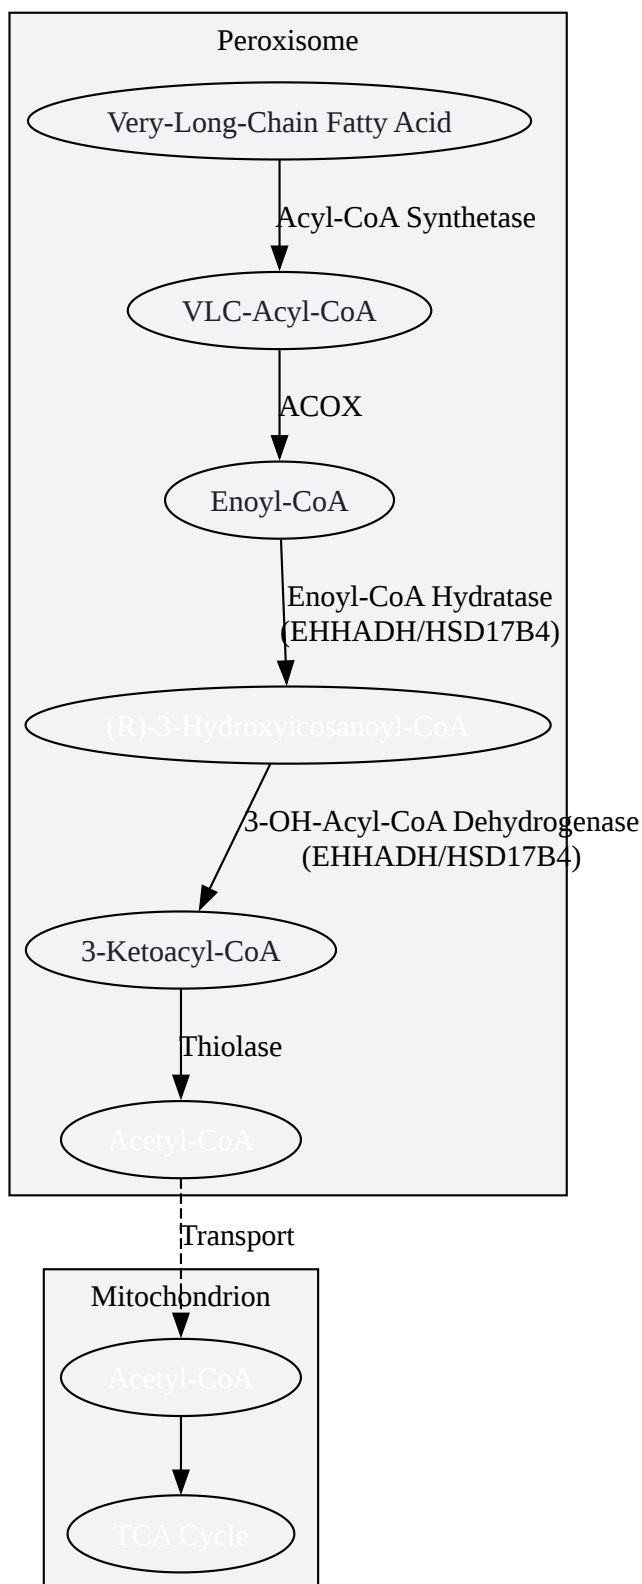 Peroxisome
Very-Long-Chain Fatty Acid
Acyl-CoA Synthetase
VLC-Acyl-CoA
ACOX
Enoyl-CoA
Enoyl-CoA Hydratase
(EHHADH/HSD17B4)
(R)-3-Hydroxyicosanoyl-CoA
3-OH-Acyl-CoA Dehydrogenase
(EHHADH/HSD17B4)
3-Ketoacyl-CoA
Thiolase
Acetyl-CoA
Transport
Mitochondrion
Acetyl-CoA
TCA Cycle